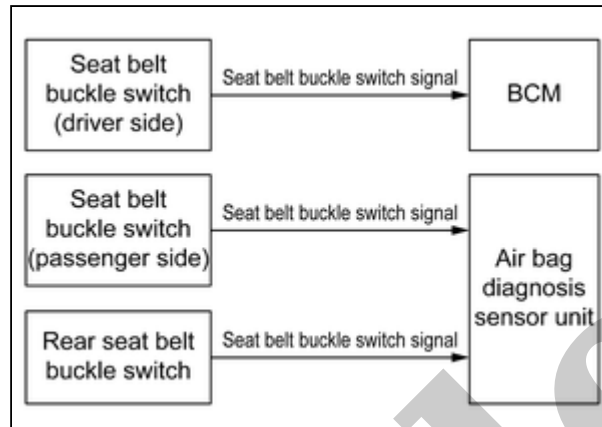 Seat belt
buckle switch
(driver side)
Seat belt buckle switch signal
BCM
Seat belt
buckle switch
(passenger side)
Seat belt buckle switch signal
Air bag
diagnosis
sensor unit
Rear seat belt
buckle switch
Seat belt buckle switch signal